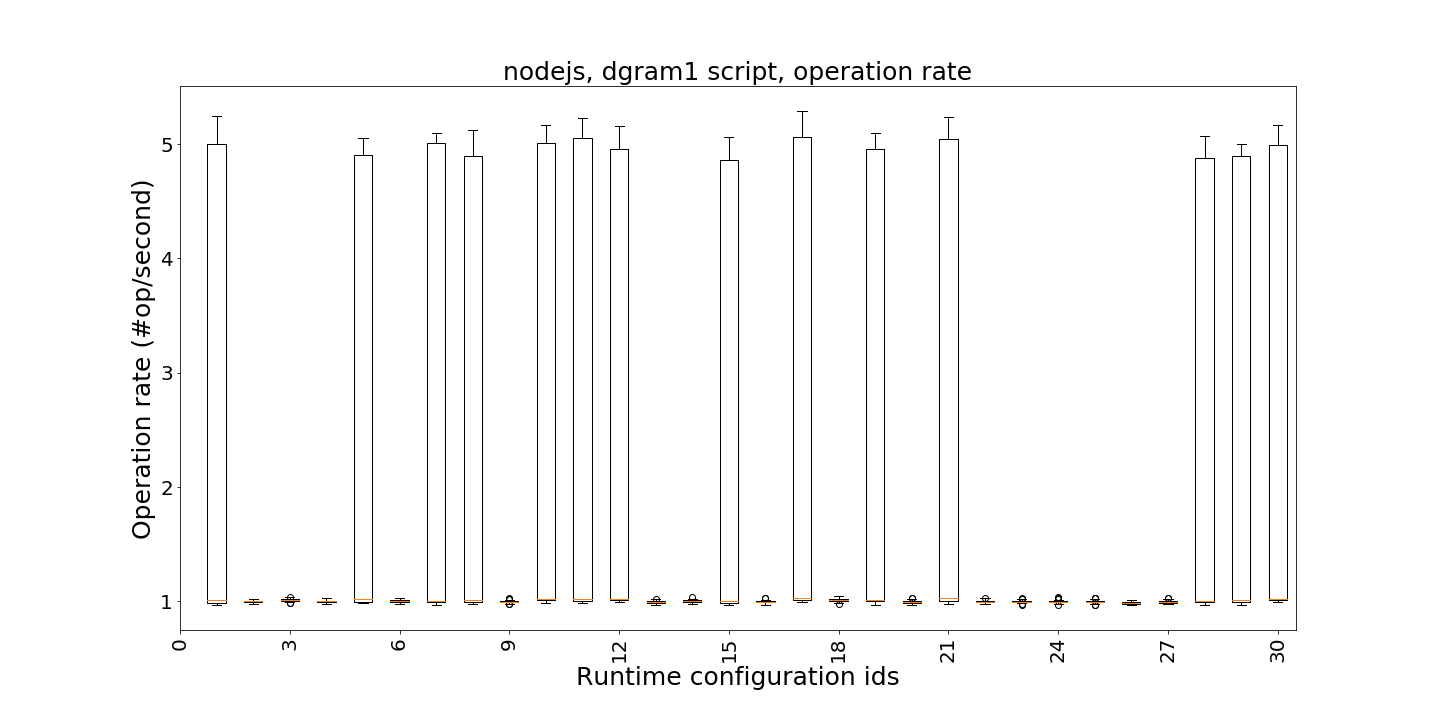 nodejs, dgram1 script, operation rate
Operation rate (#op/second)
5
4
3
2
1
0 3 6 9 12 15 18 21 24 27 30
Runtime configuration ids